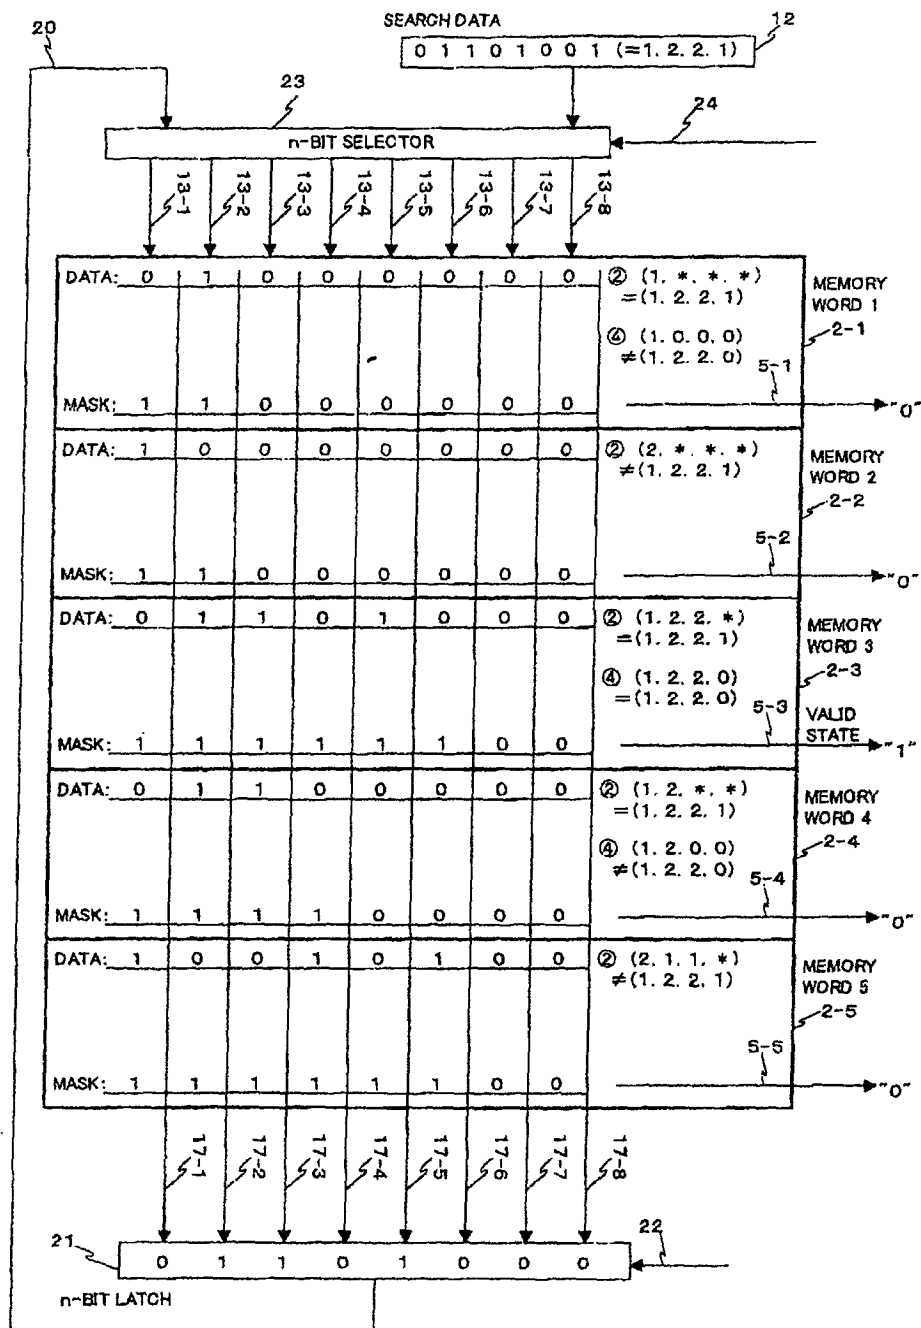 20
SEARCH DATA
12
0 1 1 0 1 0 0 1 (=1. 2. 2. 1)
23
24
n-BIT SELECTOR
13-1
13-2
13-3
13-4
13-5
13-6
13-7
13-8
DATA: 0 1 0 0 0 0 0 0
② (1. *. *. *)
=(1. 2. 2. 1)
MEMORY
WORD 1
2-1
④ (1. 0. 0. 0)
≠(1. 2. 2. 0)
5-1
MASK: 1 1 0 0 0 0 0 0
"0"
DATA: 1 0 0 0 0 0 0 0
② (2. *. *. *)
≠(1. 2. 2. 1)
MEMORY
WORD 2
2-2
5-2
MASK: 1 1 0 0 0 0 0 0
"0"
DATA: 0 1 1 0 1 0 0 0
② (1. 2. 2. *)
=(1. 2. 2. 1)
MEMORY
WORD 3
2-3
④ (1. 2. 2. 0)
=(1. 2. 2. 0)
5-3
VALID
STATE
MASK: 1 1 1 1 1 1 0 0
"1"
DATA: 0 1 1 0 0 0 0 0
② (1. 2. *. *)
=(1. 2. 2. 1)
MEMORY
WORD 4
2-4
④ (1. 2. 0. 0)
≠(1. 2. 2. 0)
5-4
MASK: 1 1 1 1 0 0 0 0
"0"
DATA: 1 0 0 1 0 1 0 0
② (2. 1. 1. *)
≠(1. 2. 2. 1)
MEMORY
WORD 5
2-5
5-5
MASK: 1 1 1 1 1 1 0 0
"0"
17-1
17-2
17-3
17-4
17-5
17-6
17-7
17-8
21
22
0 1 1 0 1 0 0 0
n-BIT LATCH